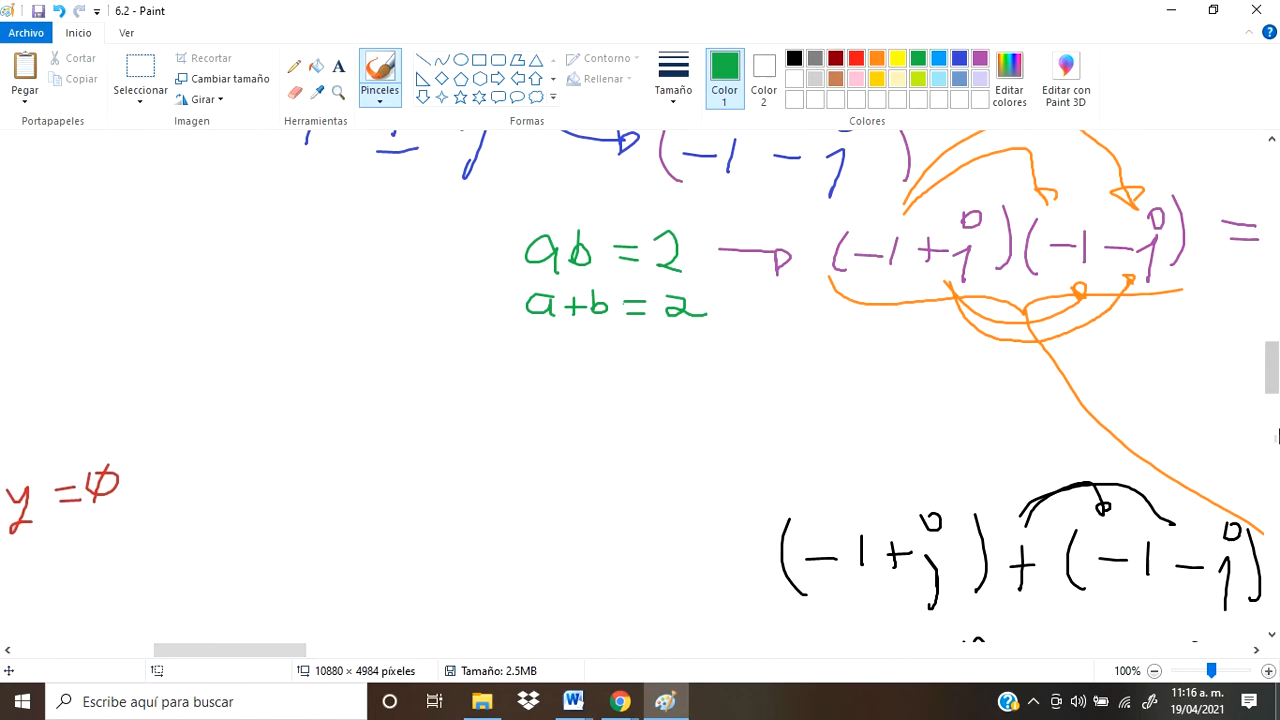 6.2 - Paint
Archivo Inicio Ver
Pegar
Cortar
Copiar
Portapapeles
Seleccionar
Recortar
Cambiar tamaño
Girar
Imagen
A
Herramientas
Pinceles
Contorno
Rellenar
Formas
Tamaño
Color 1
Color 2
Colores
Editar colores
Editar con Paint 3D
(-1 - j)
ab = 2 → (-1 + j)(-1 - j) =
a+b = 2
y = φ
(-1 + j) + (-1 - j)
10880 × 4984 píxeles
Tamaño: 2.5MB
100%
Escribe aquí para buscar
11:16 a. m.
19/04/2021